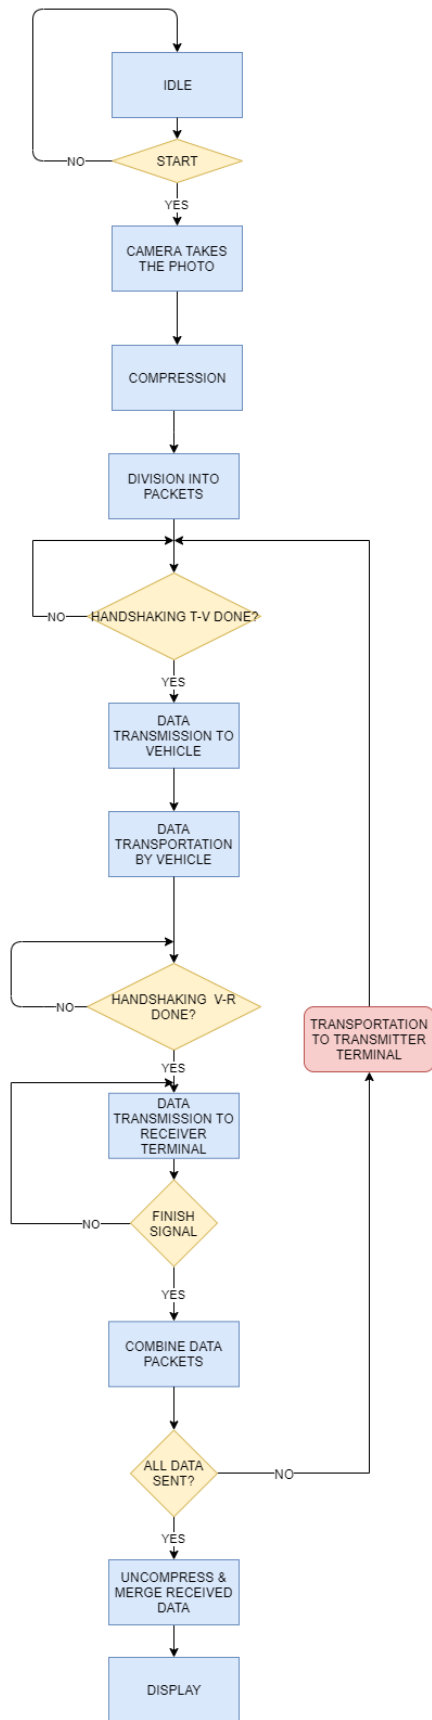 IDLE
NO
START
YES
CAMERA TAKES
THE PHOTO
COMPRESSION
DIVISION INTO
PACKETS
NO
HANDSHAKING T-V DONE?
YES
DATA
TRANSMISSION TO
VEHICLE
DATA
TRANSPORTATION
BY VEHICLE
HANDSHAKING V-R
DONE?
NO
TRANSPORTATION
TO TRANSMITTER
TERMINAL
YES
DATA
TRANSMISSION TO
RECEIVER
TERMINAL
FINISH
SIGNAL
NO
YES
COMBINE DATA
PACKETS
ALL DATA
SENT?
NO
YES
UNCOMPRESS &
MERGE RECEIVED
DATA
DISPLAY